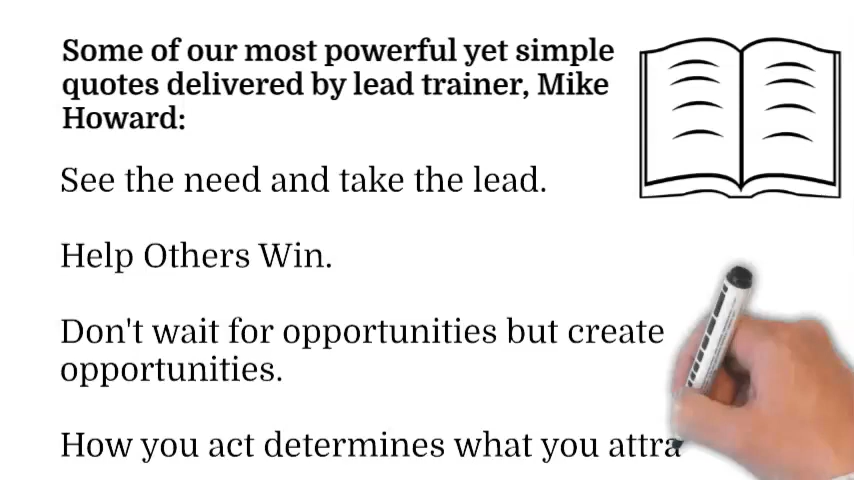 Some of our most powerful yet simple
quotes delivered by lead trainer, Mike
Howard:
See the need and take the lead.
Help Others Win.
Don't wait for opportunities but create
opportunities.
How you act determines what you attra